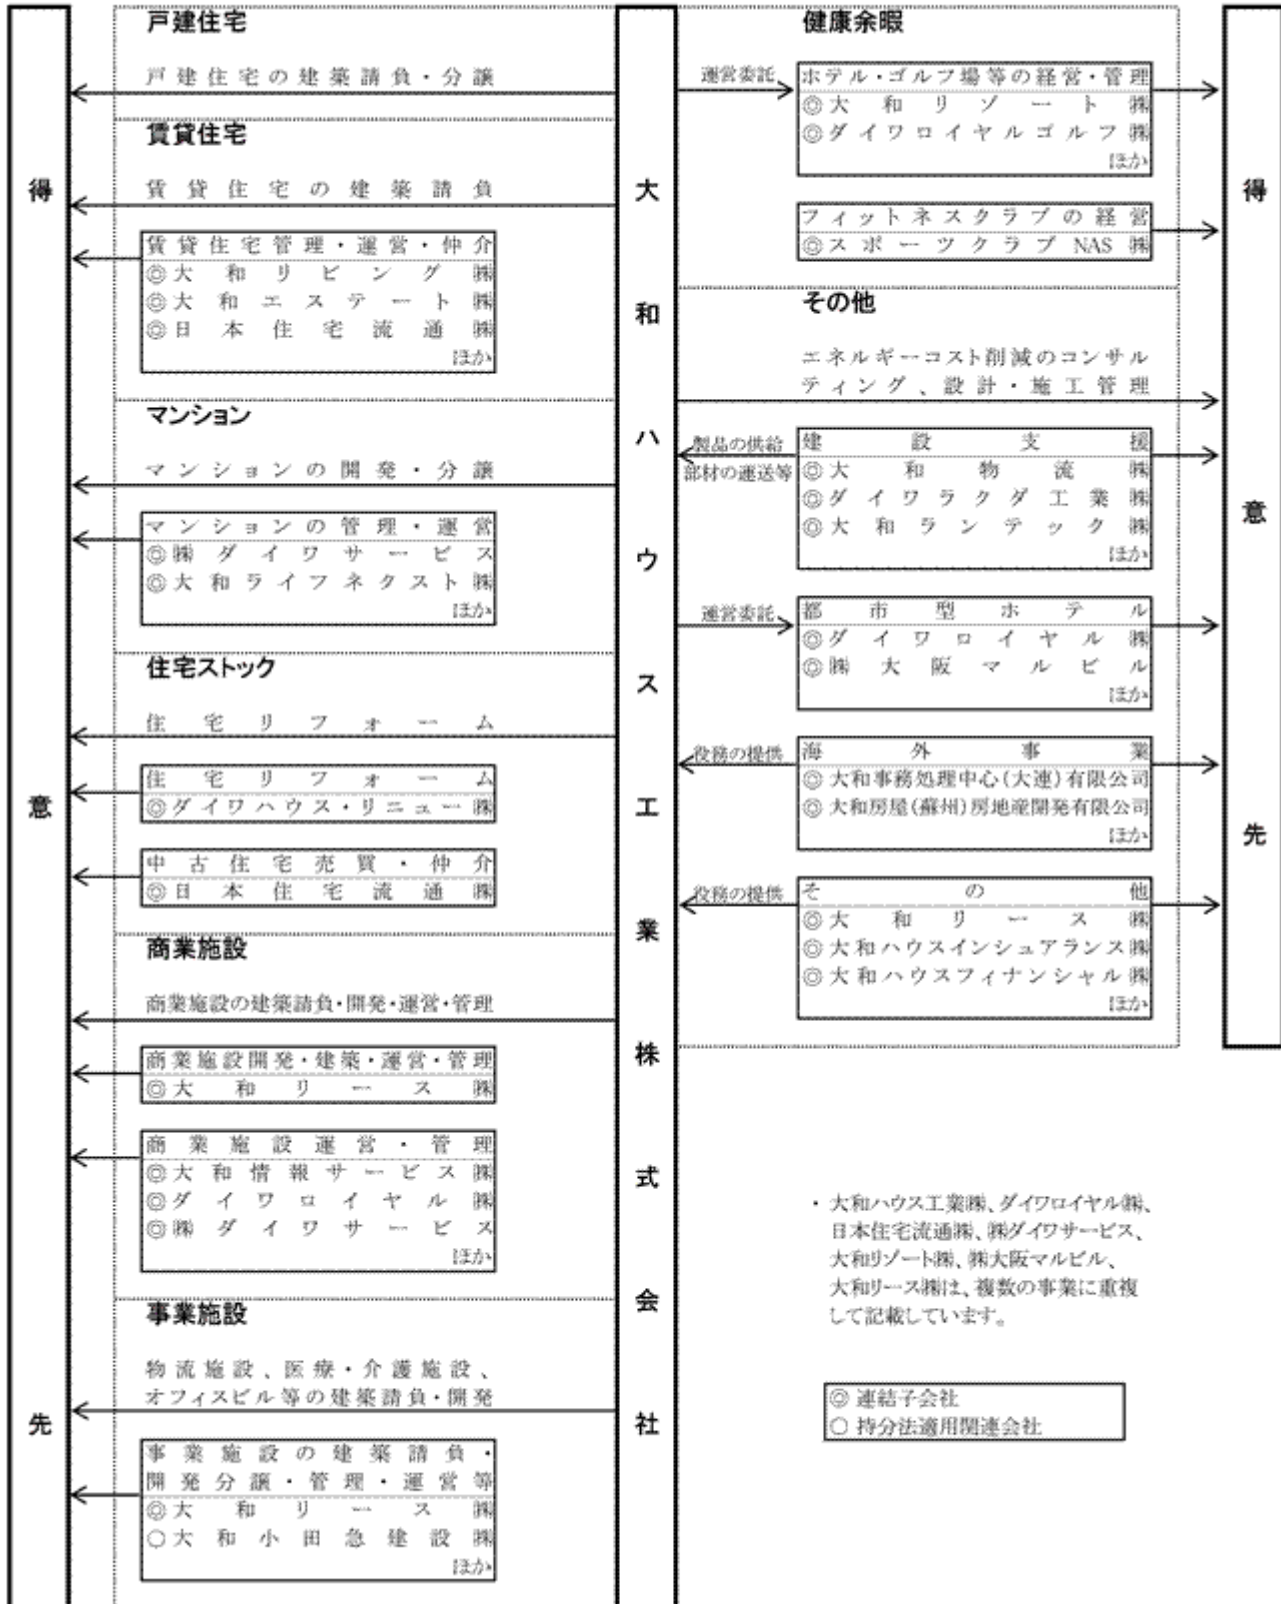 得意先
戸建住宅
戸建住宅の建築請負・分譲
賃貸住宅
賃貸住宅の建築請負
賃貸住宅管理・運営・仲介
◎大和リビング㈱
◎大和エステート㈱
◎日本住宅流通㈱
ほか
マンション
マンションの開発・分譲
マンションの管理・運営
◎㈱ダイワサービス
◎大和ライフネクスト㈱
ほか
住宅ストック
住宅リフォーム
住宅リフォーム
◎ダイワハウス・リニュー㈱
中古住宅売買・仲介
◎日本住宅流通㈱
商業施設
商業施設の建築請負・開発・運営・管理
商業施設開発・建築・運営・管理
◎大和リース㈱
商業施設運営・管理
◎大和情報サービス㈱
◎ダイワロイヤル㈱
◎㈱ダイワサービス
ほか
事業施設
物流施設、医療・介護施設、
オフィスビル等の建築請負・開発
事業施設の建築請負・
開発分譲・管理・運営等
◎大和リース㈱
○大和小田急建設㈱
ほか
大和ハウス工業株式会社
健康余暇
運営委託
ホテル・ゴルフ場等の経営・管理
◎大和リゾート㈱
◎ダイワロイヤルゴルフ㈱
ほか
フィットネスクラブの経営
◎スポーツクラブNAS㈱
その他
エネルギーコスト削減のコンサル
ティング、設計・施工管理
製品の供給
部材の運送等
建設支援
◎大和物流㈱
◎ダイワラクダ工業㈱
◎大和ランテック㈱
ほか
運営委託
都市型ホテル
◎ダイワロイヤル㈱
◎㈱大阪マルビル
ほか
役務の提供
海外事業
◎大和事務処理中心(大連)有限公司
◎大和房屋(蘇州)房地産開発有限公司
ほか
役務の提供
その他
◎大和リース㈱
◎大和ハウスインシュアランス㈱
◎大和ハウスフィナンシャル㈱
ほか
得意先
・大和ハウス工業㈱、ダイワロイヤル㈱、
日本住宅流通㈱、㈱ダイワサービス、
大和リゾート㈱、㈱大阪マルビル、
大和リース㈱は、複数の事業に重複
して記載しています。
◎ 連結子会社
○ 持分法適用関連会社